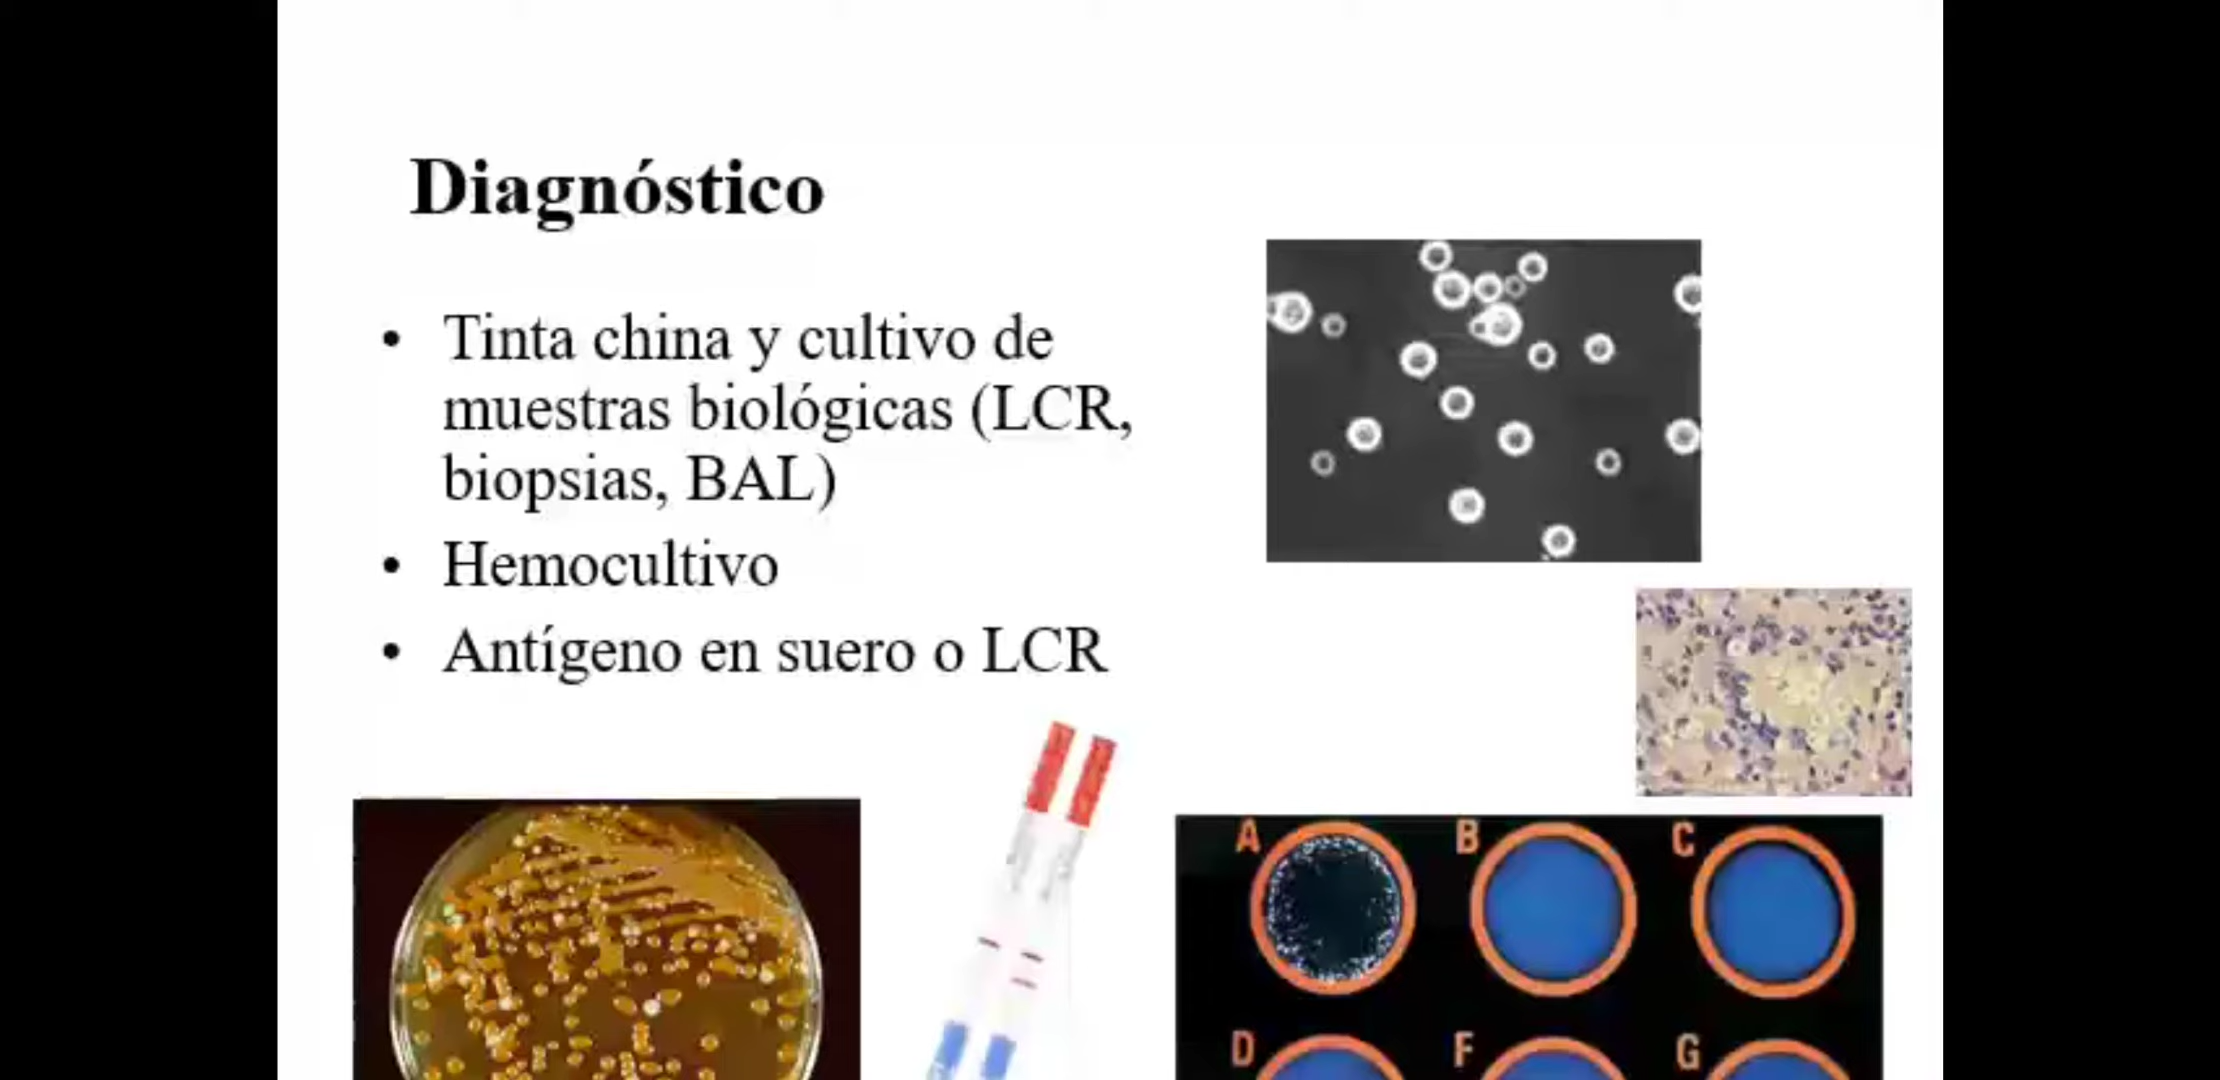 Diagnóstico
• Tinta china y cultivo de
muestras biológicas (LCR,
biopsias, BAL)
• Hemocultivo
• Antígeno en suero o LCR
A B C
D F G